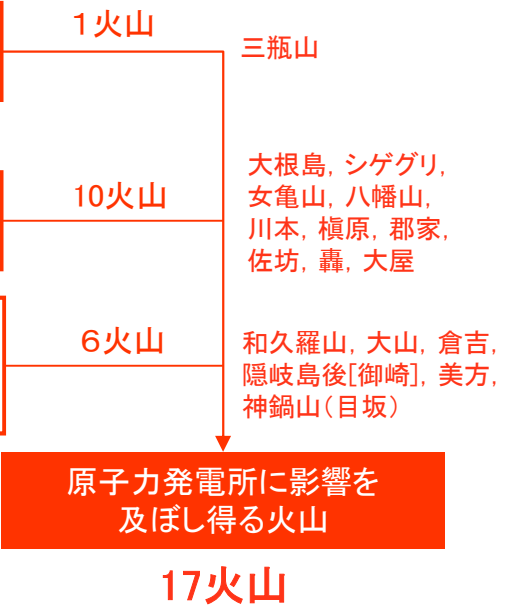 1火山
三瓶山
10火山
大根島，シゲグリ，
女亀山，八幡山，
川本，槇原，郡家，
佐坊，轟，大屋
６火山
和久羅山，大山，倉吉，
隠岐島後[御崎]，美方，
神鍋山（目坂）
原子力発電所に影響を
及ぼし得る火山
17火山